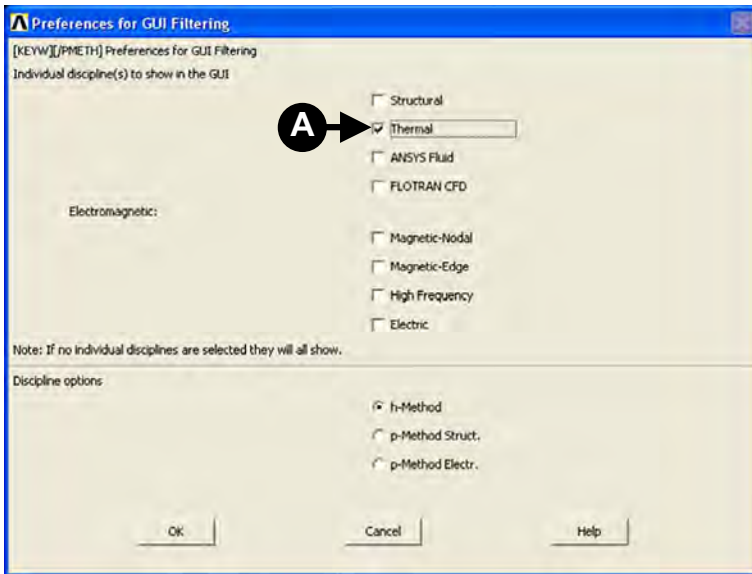 Preferences for GUI Filtering
[KEYW][/PMETH] Preferences for GUI Filtering
Individual discipline(s) to show in the GUI
Structural
A
Thermal
ANSYS Fluid
FLOTRAN CFD
Electromagnetic:
Magnetic-Nodal
Magnetic-Edge
High Frequency
Electric
Note: If no individual disciplines are selected they will all show.
Discipline options
h-Method
p-Method Struct.
p-Method Electr.
OK Cancel Help